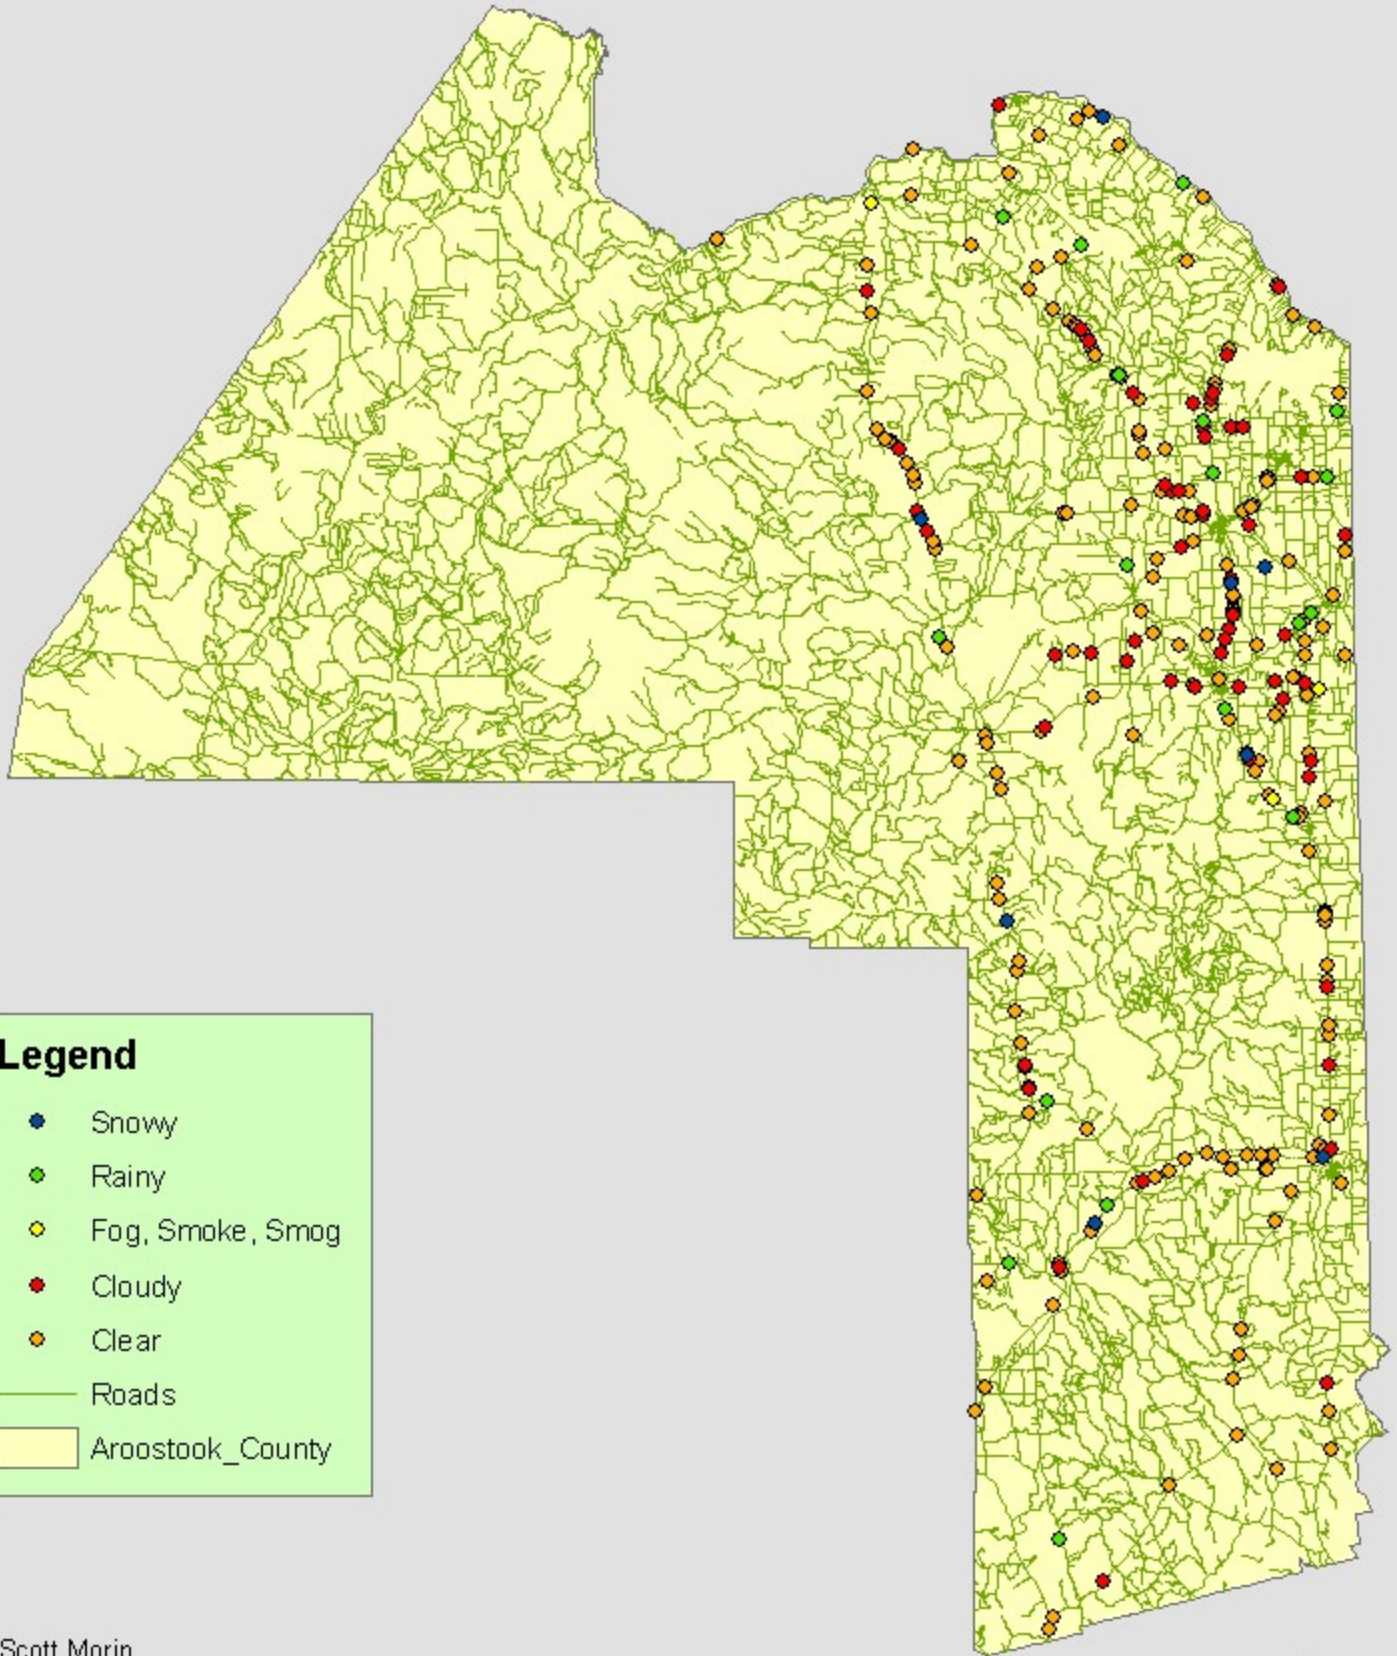 Legend
Snowy
Rainy
Fog, Smoke, Smog
Cloudy
Clear
Roads
Aroostook_County
Scott Morin